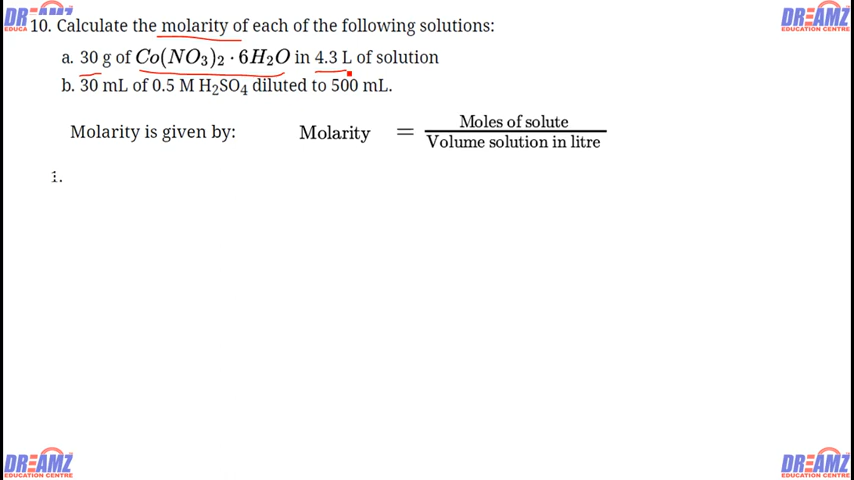 DREAMZ
EDUCA
DREAMZ
EDUCATION CENTRE
10. Calculate the molarity of each of the following solutions:
a. 30 g of Co(NO₃)₂ · 6H₂O in 4.3 L of solution
b. 30 mL of 0.5 M H₂SO₄ diluted to 500 mL.
Molarity is given by: Molarity = Moles of solute / Volume solution in litre
1.
DREAMZ
EDUCATION CENTRE
DREAMZ
EDUCATION CENTRE